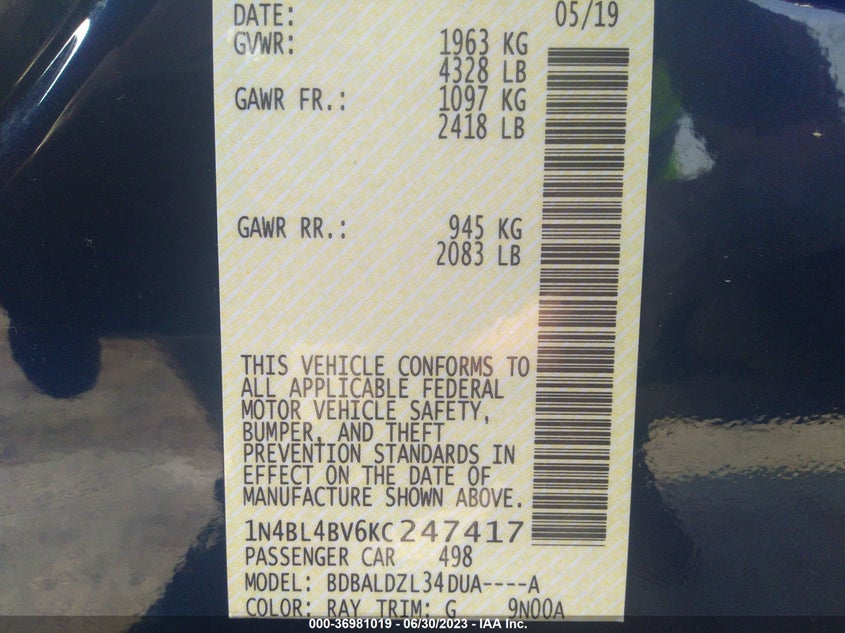 DATE: 05/19
GVWR: 1963 KG
4328 LB
GAWR FR.: 1097 KG
2418 LB
GAWR RR.: 945 KG
2083 LB
THIS VEHICLE CONFORMS TO
ALL APPLICABLE FEDERAL
MOTOR VEHICLE SAFETY,
BUMPER, AND THEFT
PREVENTION STANDARDS IN
EFFECT ON THE DATE OF
MANUFACTURE SHOWN ABOVE.
1N4BL4BV6KC247417
PASSENGER CAR 498
MODEL: BDBALDZL34DUA----A
COLOR: RAY TRIM: G 9N00A
000-36981019 - 06/30/2023 - IAA Inc.